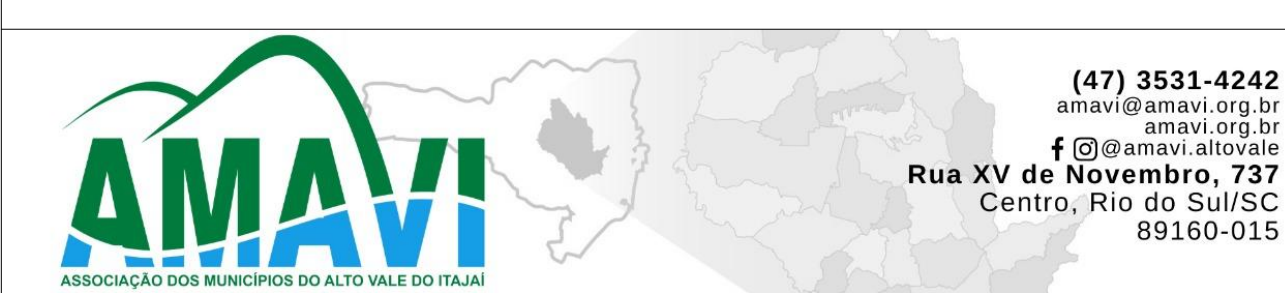 AMAVI
ASSOCIAÇÃO DOS MUNICÍPIOS DO ALTO VALE DO ITAJAÍ
(47) 3531-4242
amavi@amavi.org.br
amavi.org.br
@amavi.altovale
Rua XV de Novembro, 737
Centro, Rio do Sul/SC
89160-015